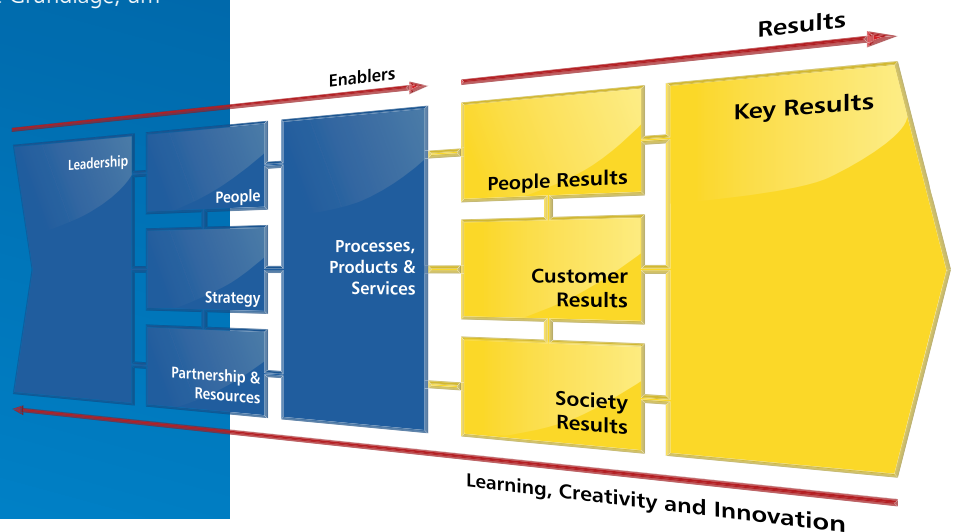 Grundlage, um
Results
Enablers
Key Results
Leadership
People
People Results
Processes,
Products &
Services
Strategy
Customer
Results
Partnership &
Resources
Society
Results
Learning, Creativity and Innovation